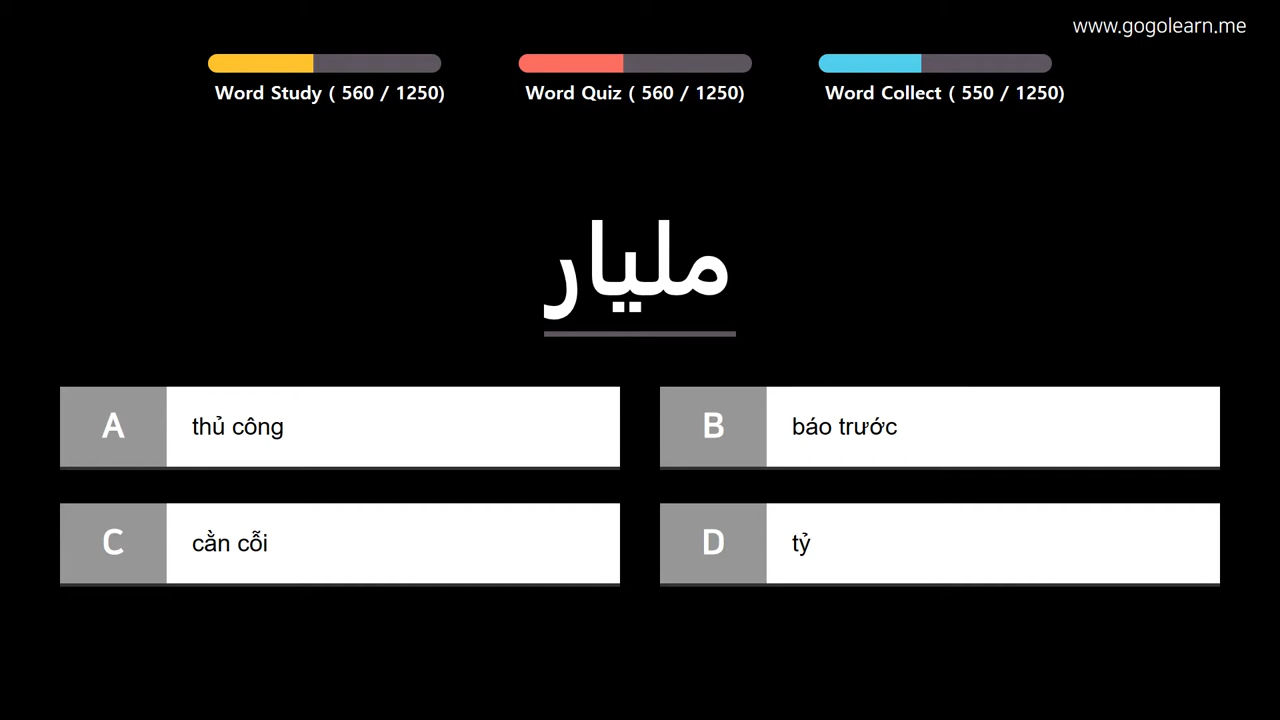 www.gogolearn.me
Word Study ( 560 / 1250)
Word Quiz ( 560 / 1250)
Word Collect ( 550 / 1250)
مليار
A thủ công
B báo trước
C cằn cỗi
D tỷ